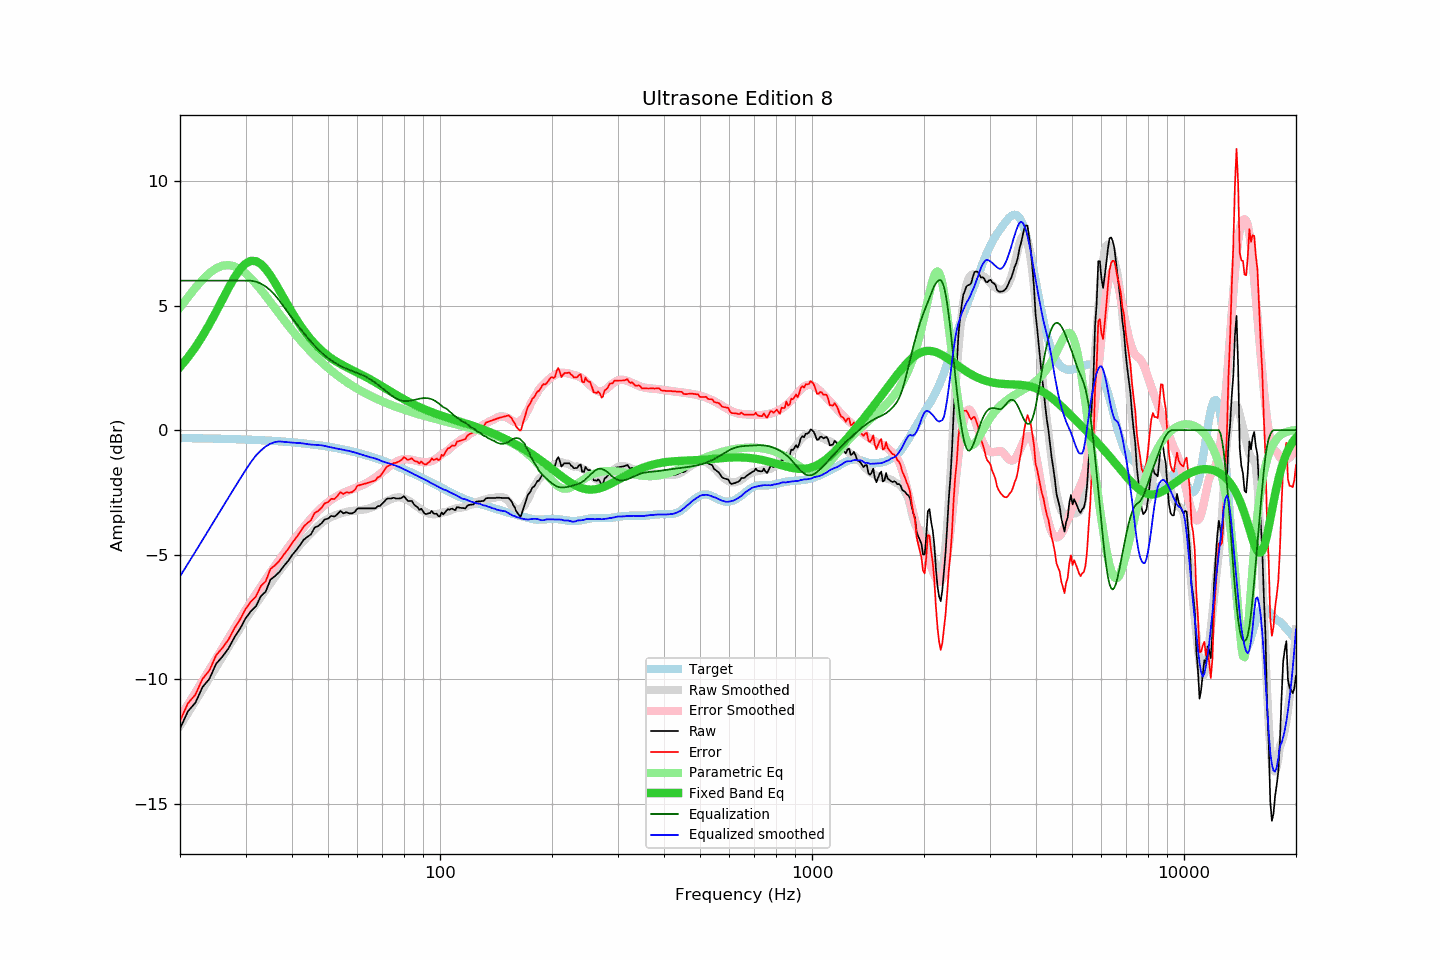 Ultrasone Edition 8
Amplitude (dBr)
10
5
0
−5
−10
−15
Target
Raw Smoothed
Error Smoothed
Raw
Error
Parametric Eq
Fixed Band Eq
Equalization
Equalized smoothed
100
1000
10000
Frequency (Hz)